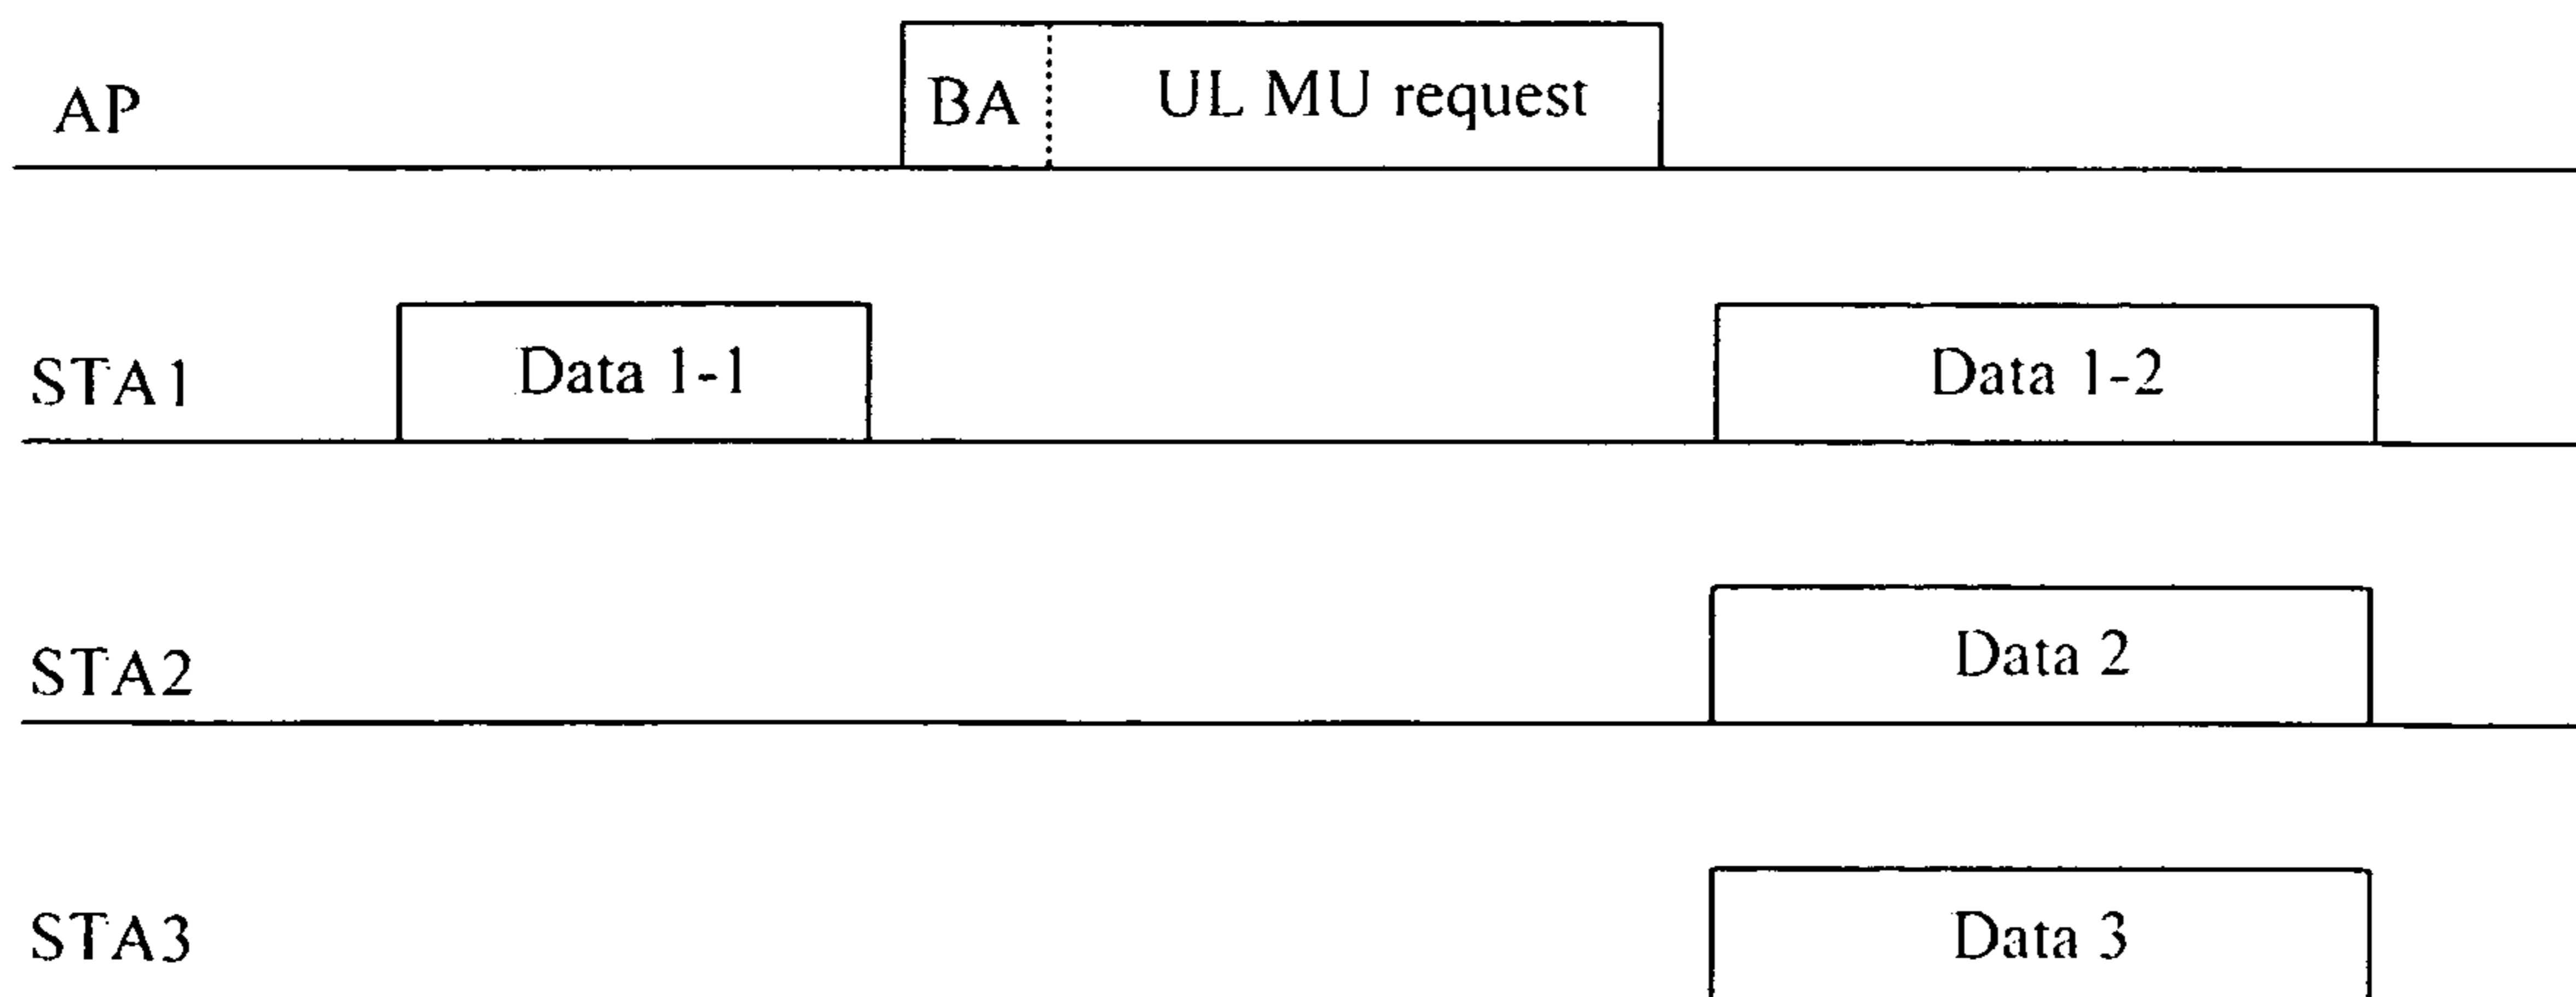 AP BA UL MU request
STA1 Data 1-1 Data 1-2
STA2 Data 2
STA3 Data 3